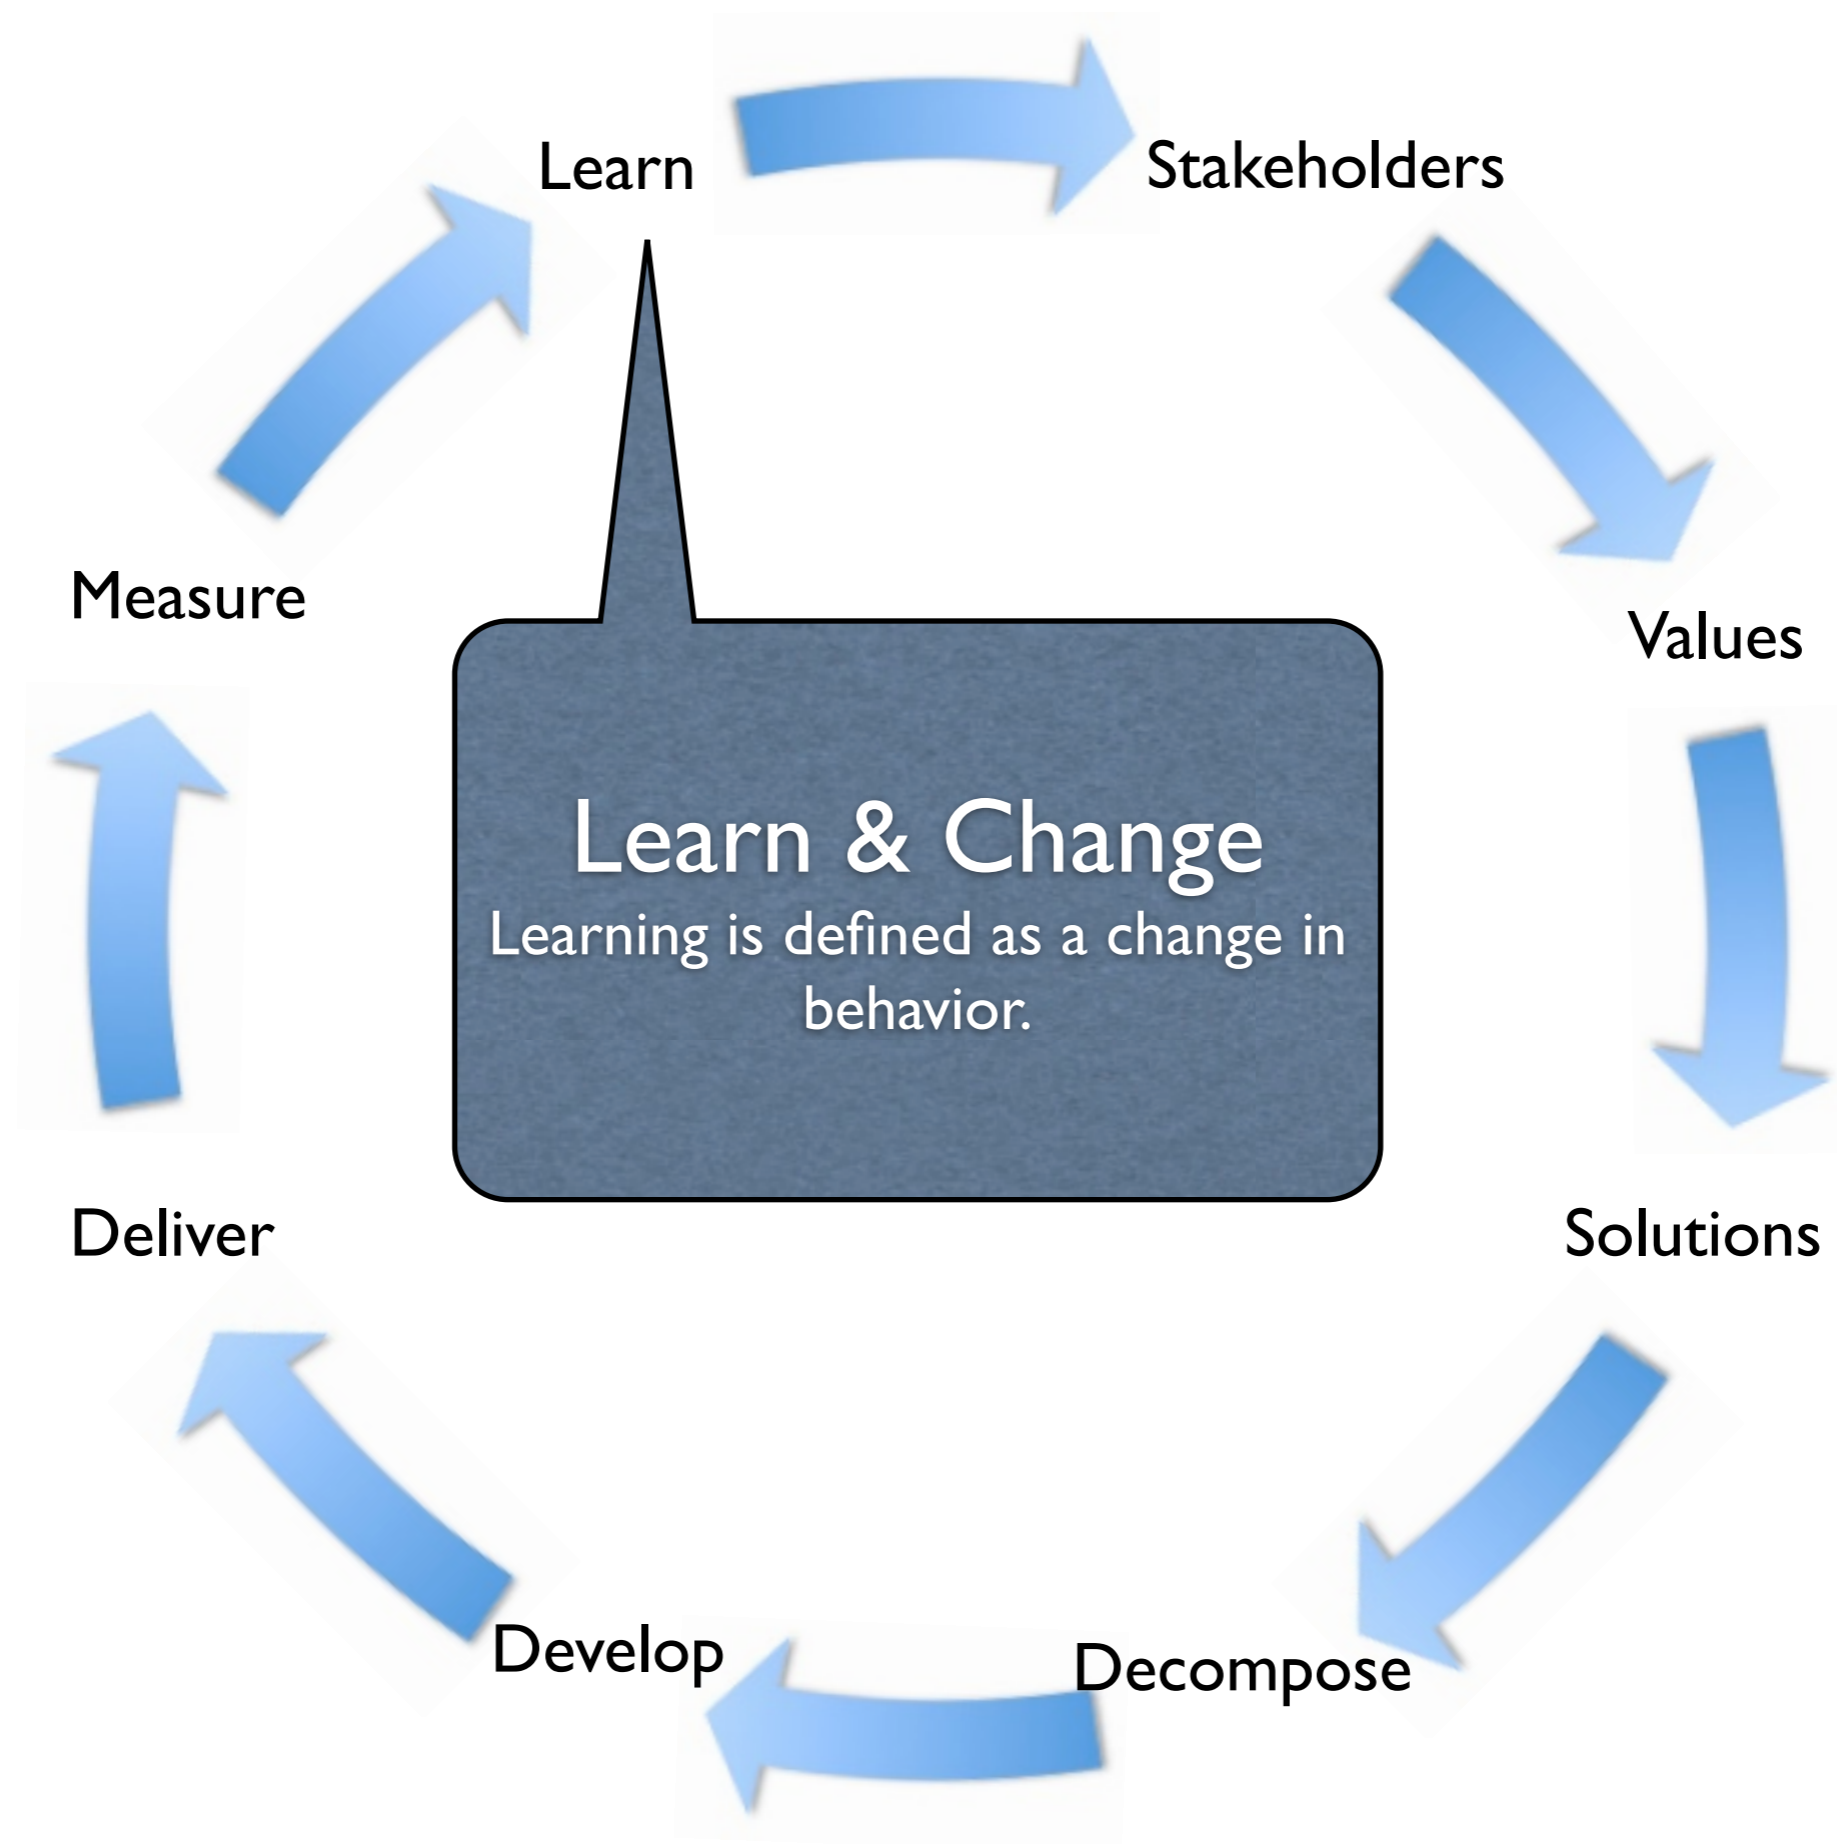 Learn
Stakeholders
Values
Solutions
Decompose
Develop
Deliver
Measure
Learn & Change
Learning is defined as a change in
behavior.